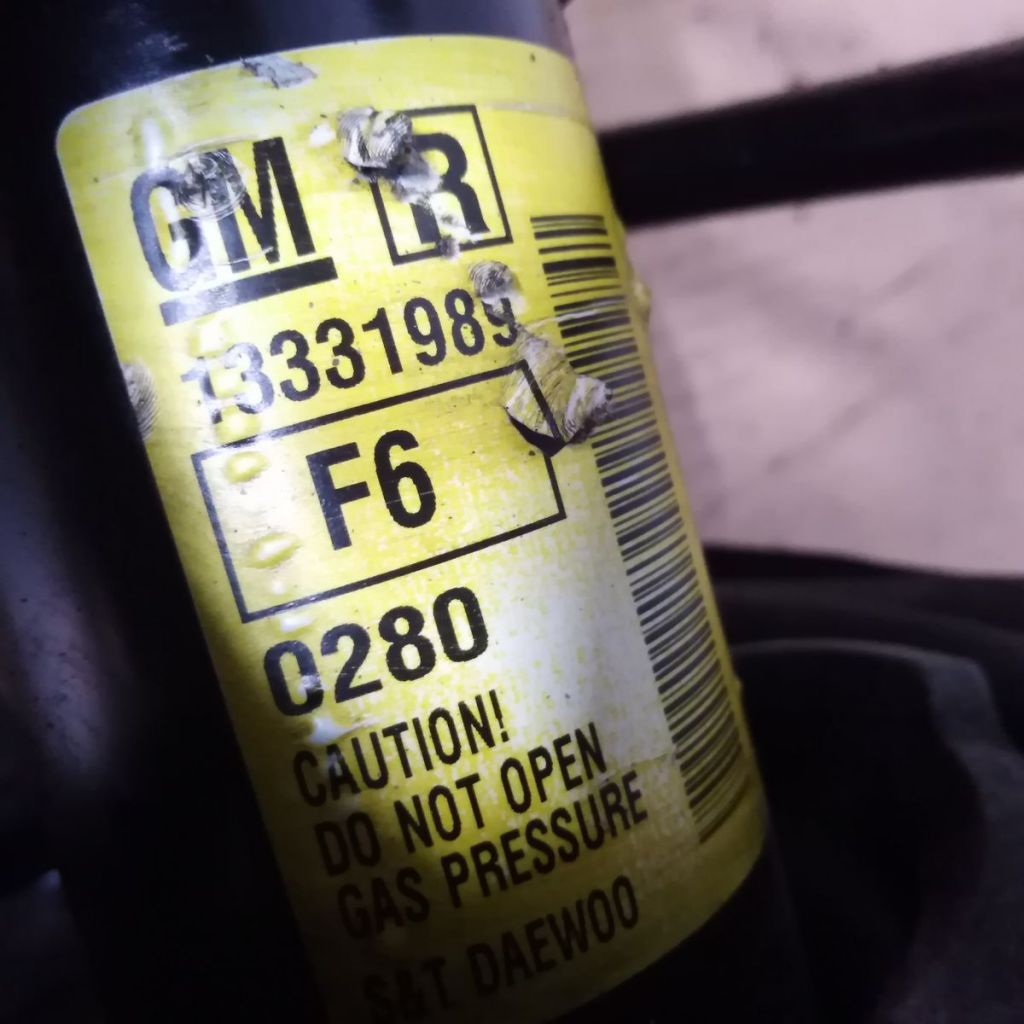 GM R
13331989
F6
0280
CAUTION!
DO NOT OPEN
GAS PRESSURE
S&T DAEWOO